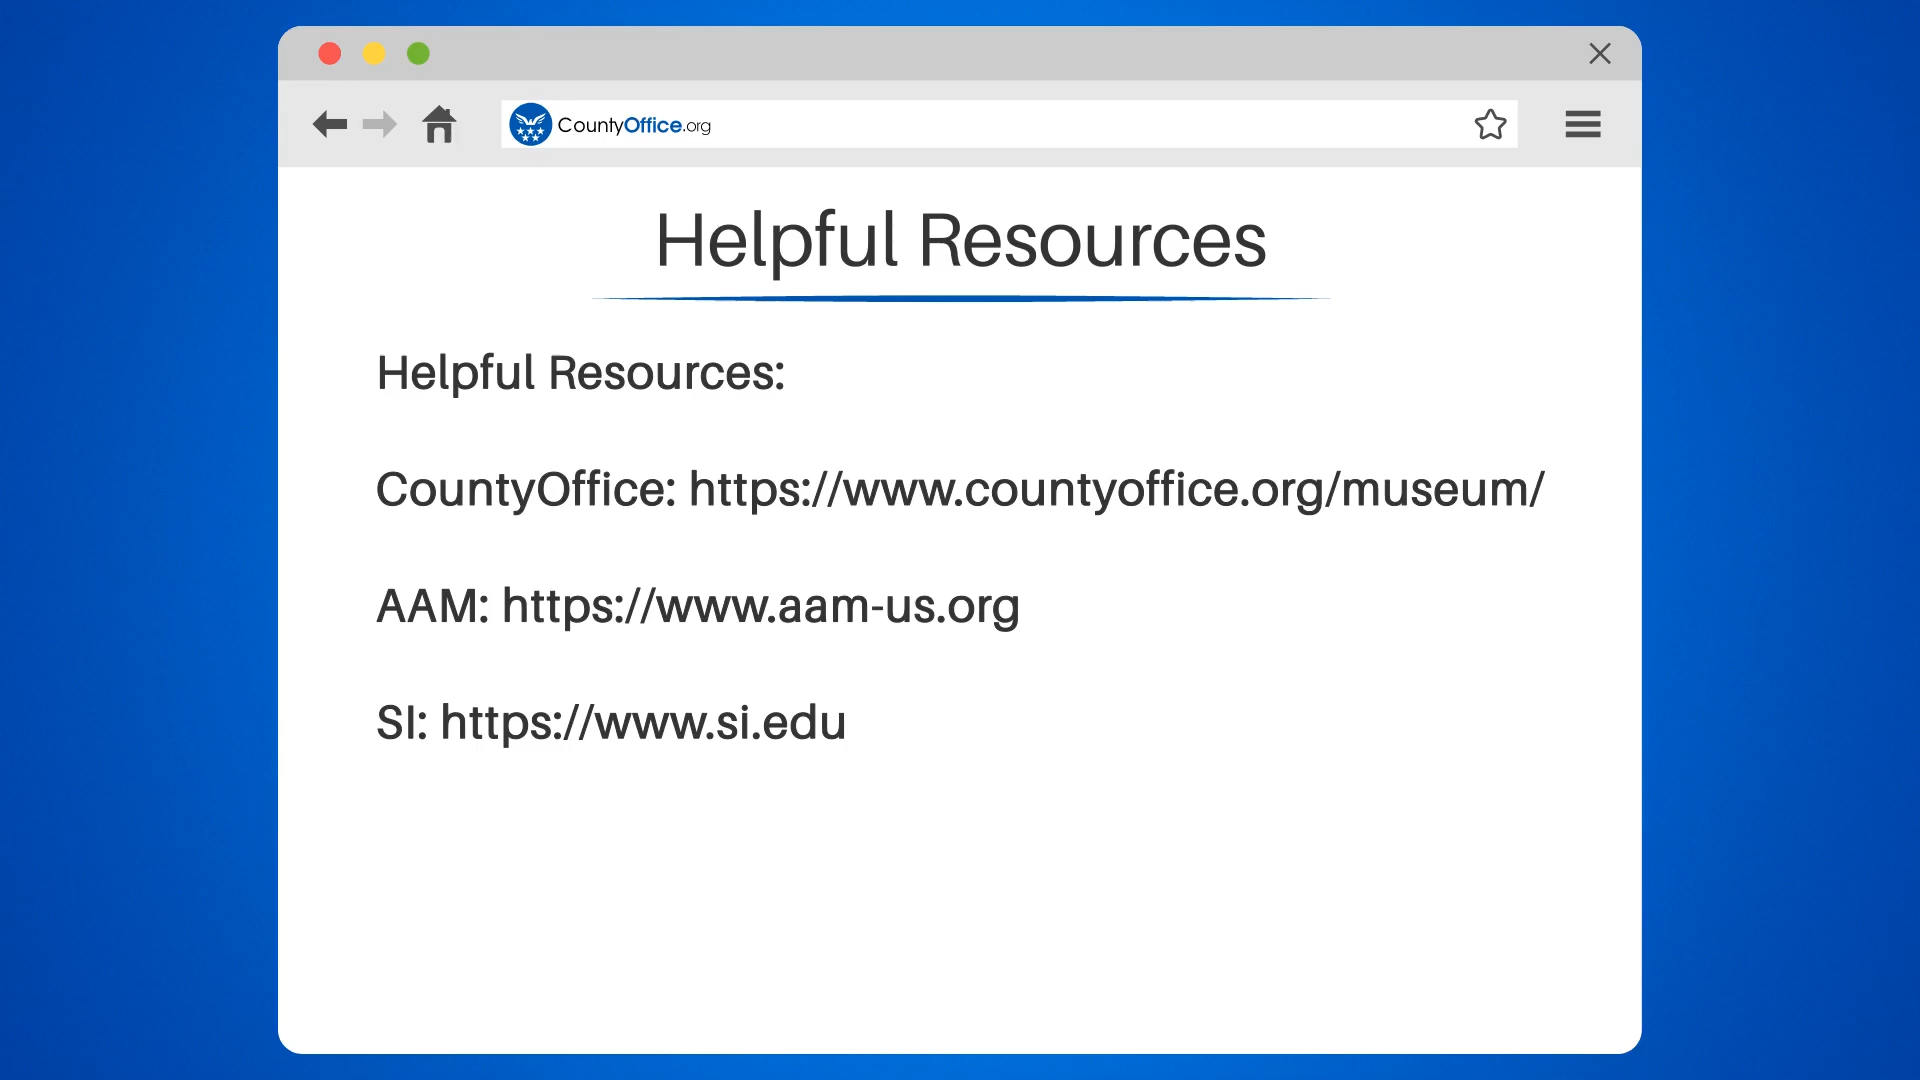 CountyOffice.org
Helpful Resources
Helpful Resources:
CountyOffice: https://www.countyoffice.org/museum/
AAM: https://www.aam-us.org
SI: https://www.si.edu